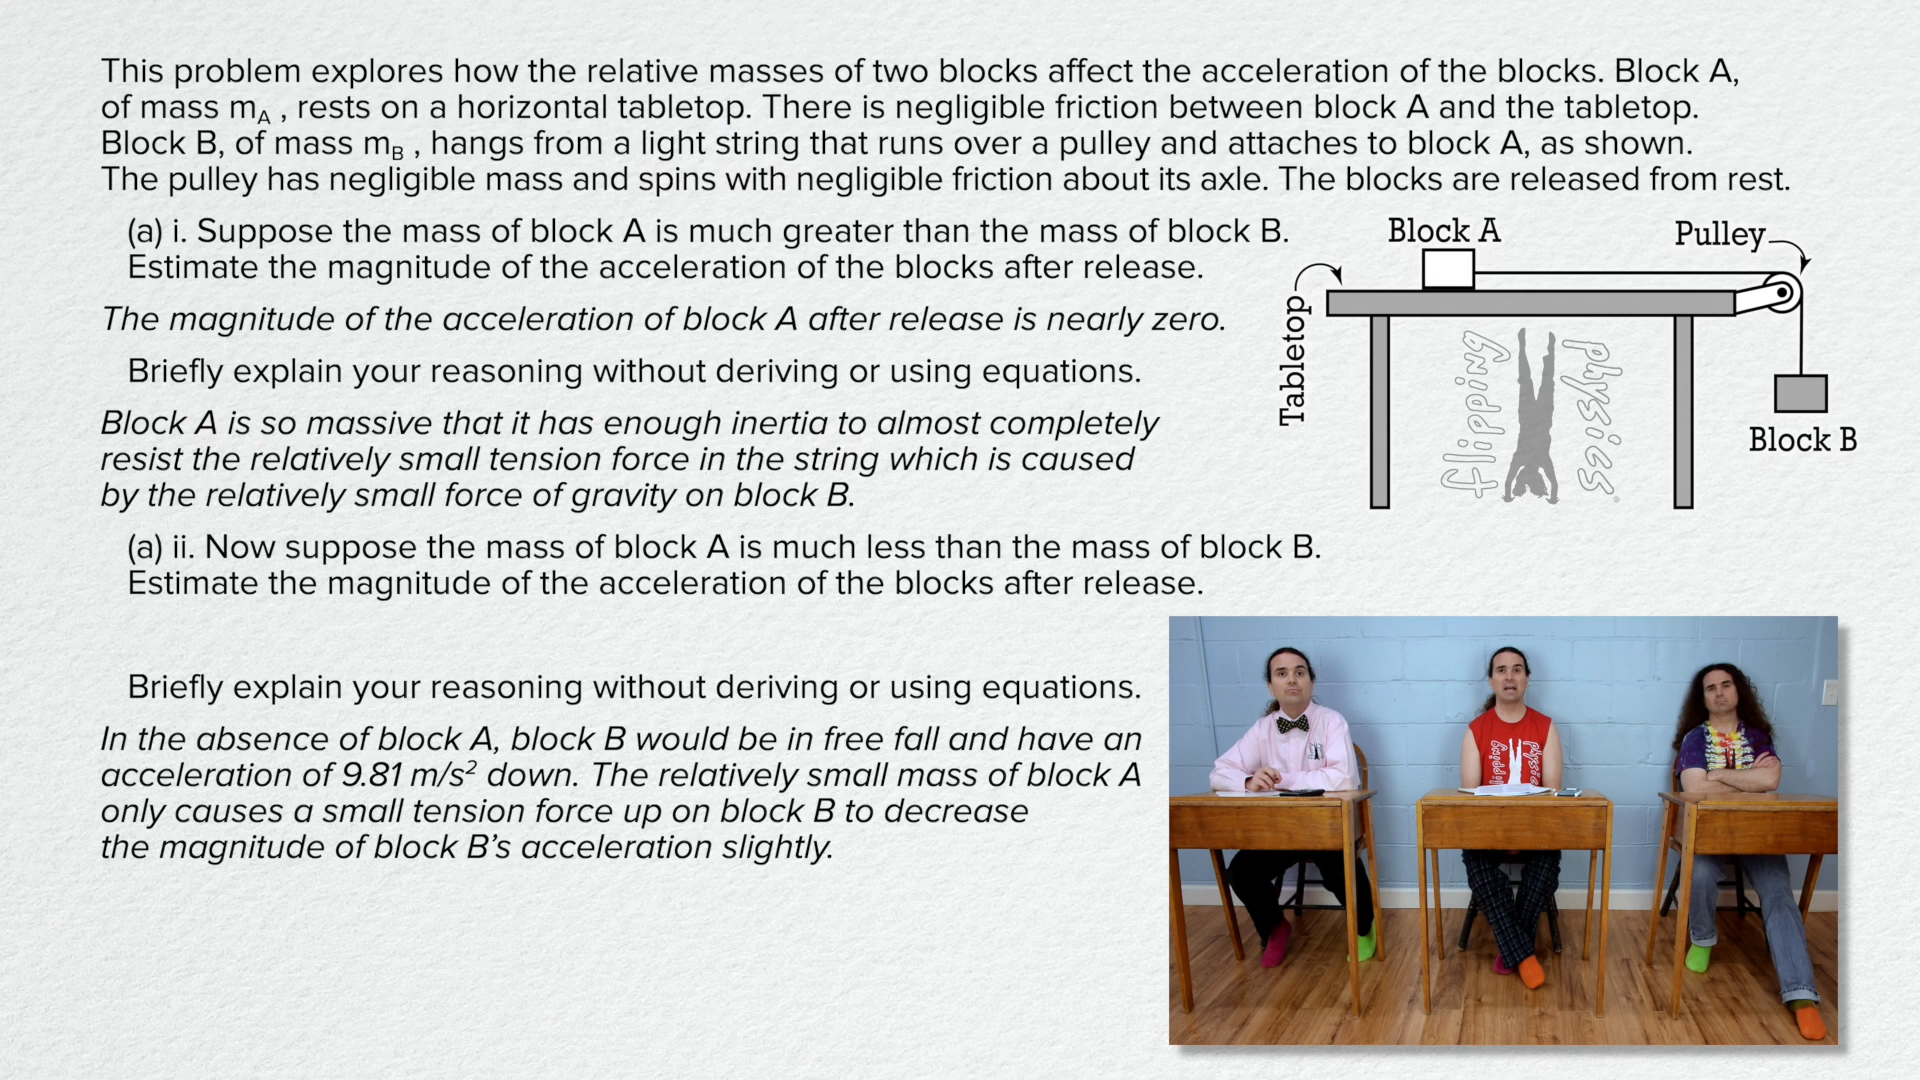 This problem explores how the relative masses of two blocks affect the acceleration of the blocks. Block A,
of mass m_A , rests on a horizontal tabletop. There is negligible friction between block A and the tabletop.
Block B, of mass m_B , hangs from a light string that runs over a pulley and attaches to block A, as shown.
The pulley has negligible mass and spins with negligible friction about its axle. The blocks are released from rest.
(a) i. Suppose the mass of block A is much greater than the mass of block B.
Estimate the magnitude of the acceleration of the blocks after release.
The magnitude of the acceleration of block A after release is nearly zero.
Briefly explain your reasoning without deriving or using equations.
Block A is so massive that it has enough inertia to almost completely
resist the relatively small tension force in the string which is caused
by the relatively small force of gravity on block B.
Block A
Pulley
Tabletop
flipping
physics
Block B
(a) ii. Now suppose the mass of block A is much less than the mass of block B.
Estimate the magnitude of the acceleration of the blocks after release.
Briefly explain your reasoning without deriving or using equations.
In the absence of block A, block B would be in free fall and have an
acceleration of 9.81 m/s² down. The relatively small mass of block A
only causes a small tension force up on block B to decrease
the magnitude of block B's acceleration slightly.
flipping
physics